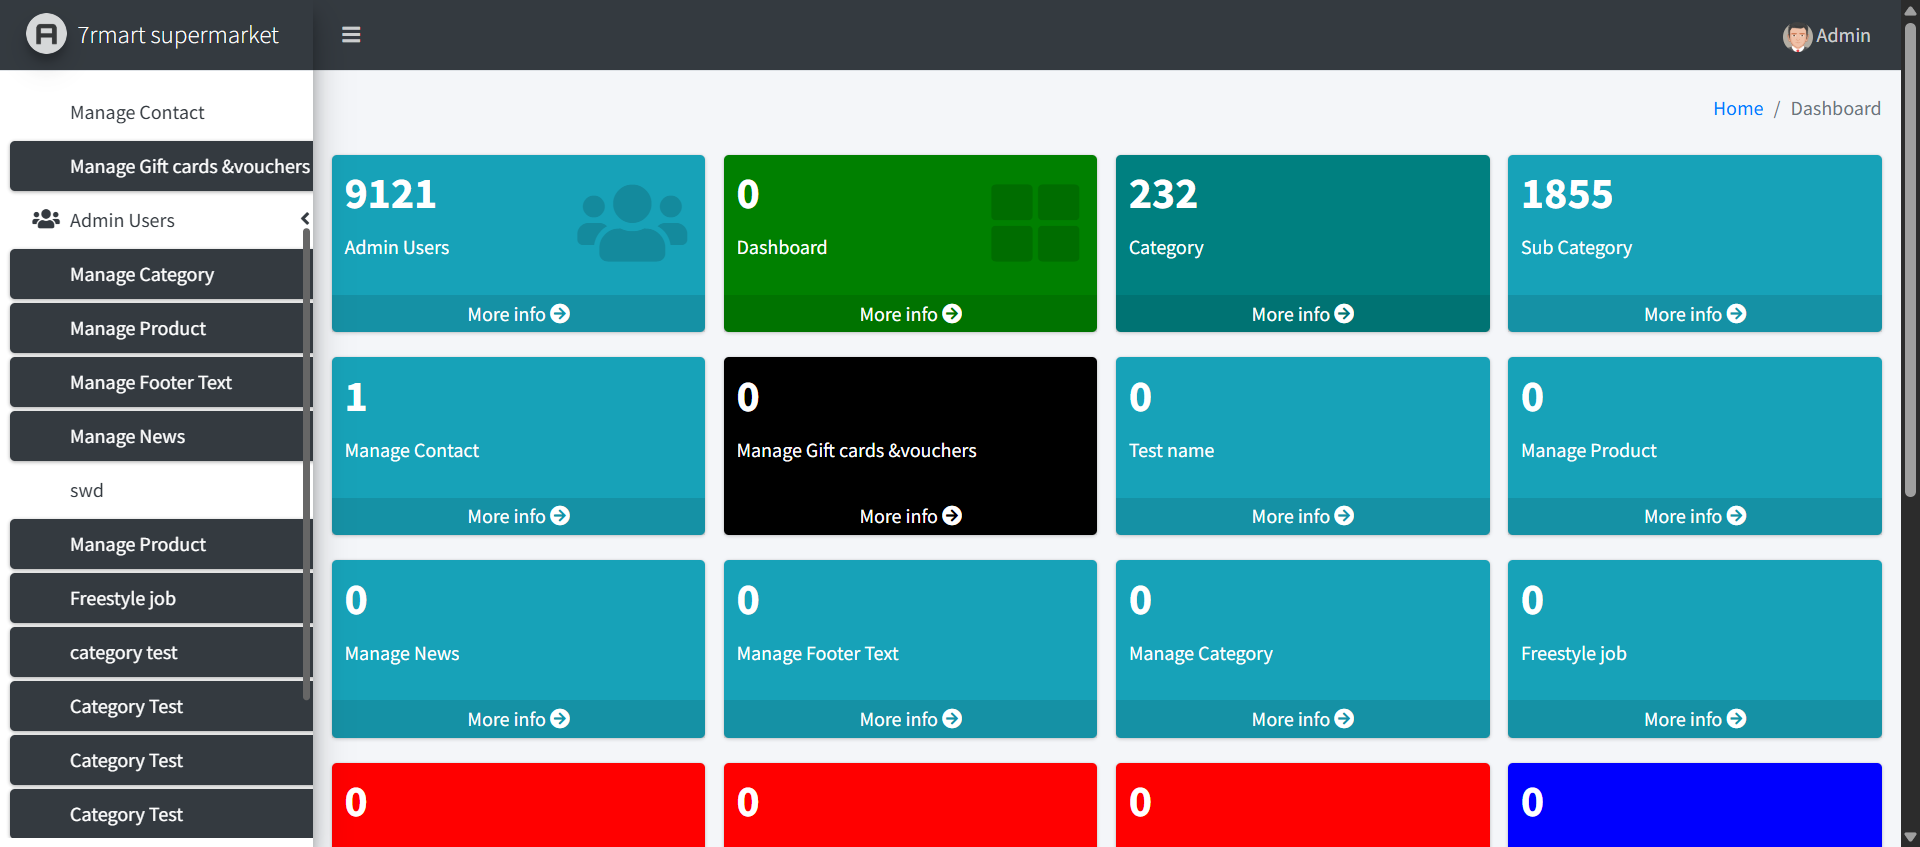 7rmart supermarket
Admin
Manage Contact
Manage Gift cards &vouchers
Admin Users
Manage Category
Manage Product
Manage Footer Text
Manage News
swd
Manage Product
Freestyle job
category test
Category Test
Category Test
Category Test
Home / Dashboard
9121
Admin Users
More info
0
Dashboard
More info
232
Category
More info
1855
Sub Category
More info
1
Manage Contact
More info
0
Manage Gift cards &vouchers
More info
0
Test name
More info
0
Manage Product
More info
0
Manage News
More info
0
Manage Footer Text
More info
0
Manage Category
More info
0
Freestyle job
More info
0
0
0
0